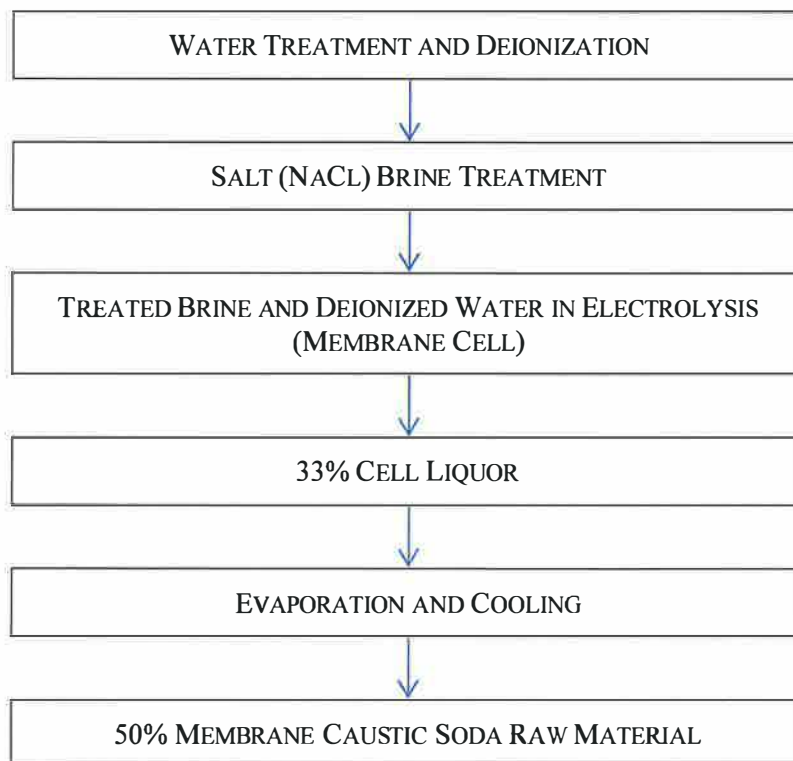 WATER TREATMENT AND DEIONIZATION
SALT (NaCl) BRINE TREATMENT
TREATED BRINE AND DEIONIZED WATER IN ELECTROLYSIS
(MEMBRANE CELL)
33% CELL LIQUOR
EVAPORATION AND COOLING
50% MEMBRANE CAUSTIC SODA RAW MATERIAL